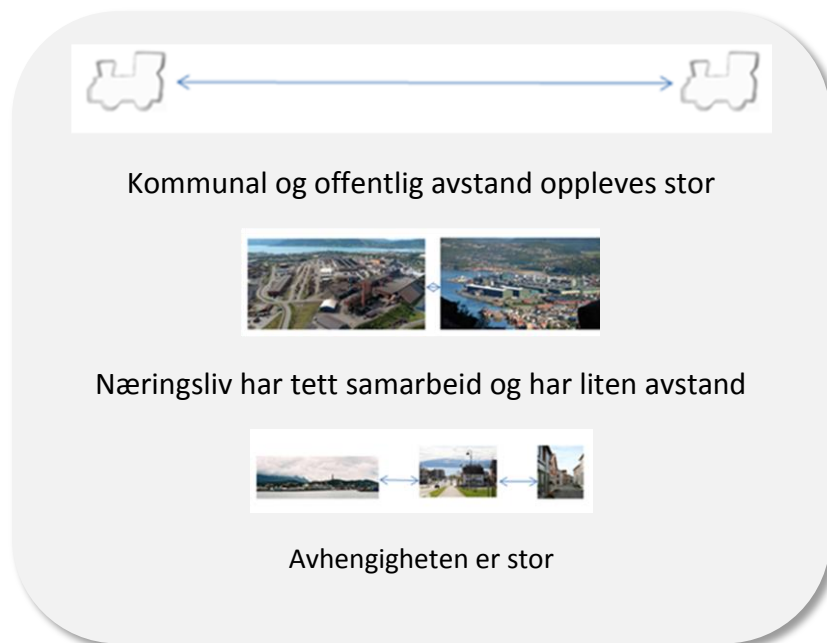 Kommunal og offentlig avstand oppleves stor
Næringsliv har tett samarbeid og har liten avstand
Avhengigheten er stor